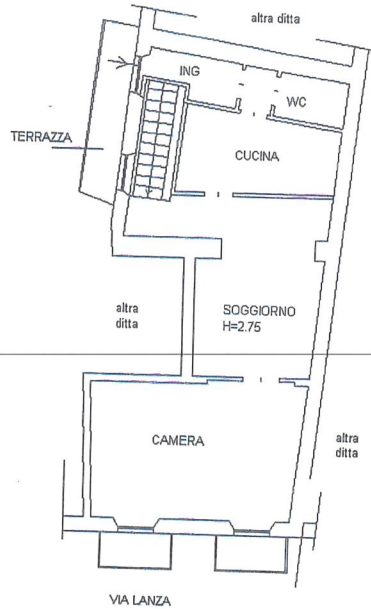 altra ditta
ING
WC
TERRAZZA
CUCINA
altra
ditta
SOGGIORNO
H=2.75
CAMERA
altra
ditta
VIA LANZA